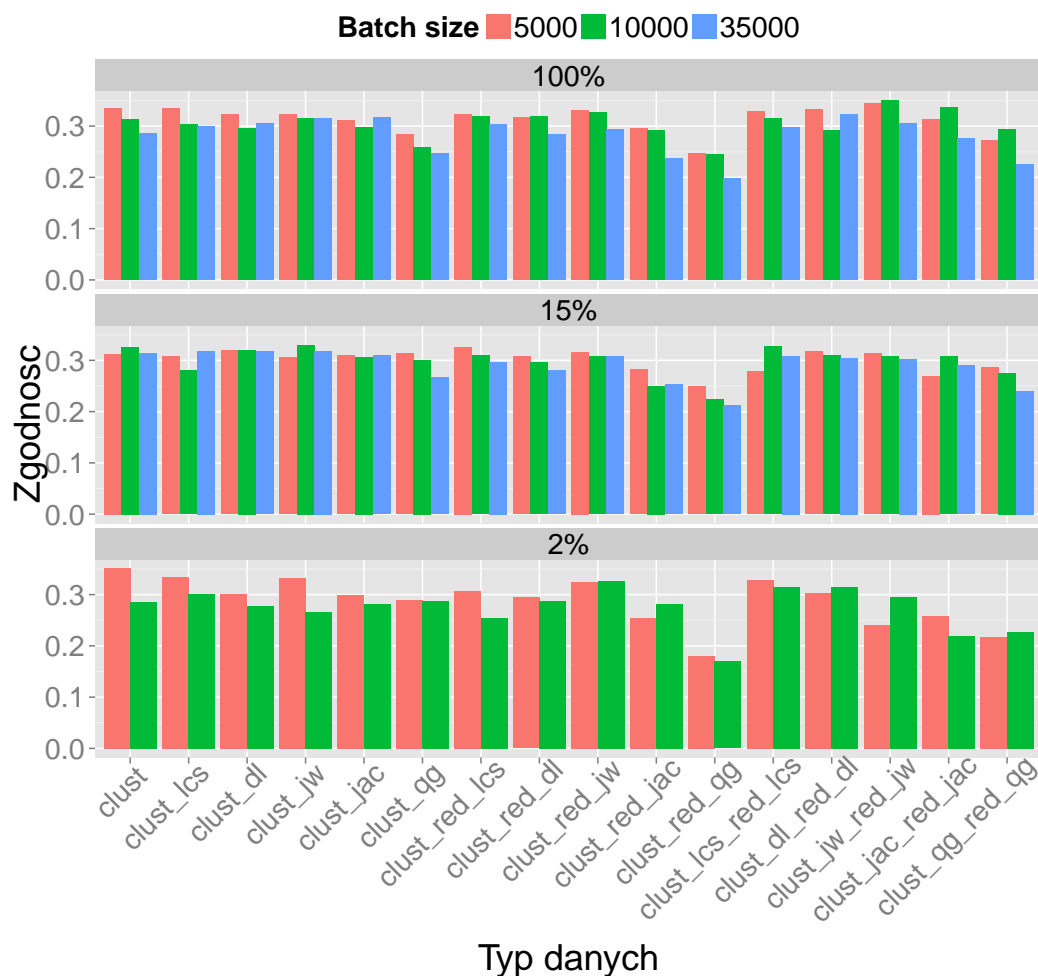 Batch size 5000 10000 35000
100%
0.3
0.2
0.1
0.0
15%
0.3
0.2
0.1
0.0
2%
0.3
0.2
0.1
0.0
Zgodnosc
clust
clust_lcs
clust_dl
clust_jw
clust_jac
clust_qg
clust_red_lcs
clust_red_dl
clust_red_jw
clust_red_jac
clust_red_qg
clust_lcs_red_lcs
clust_dl_red_dl
clust_jw_red_jw
clust_jac_red_jac
clust_qg_red_qg
Typ danych